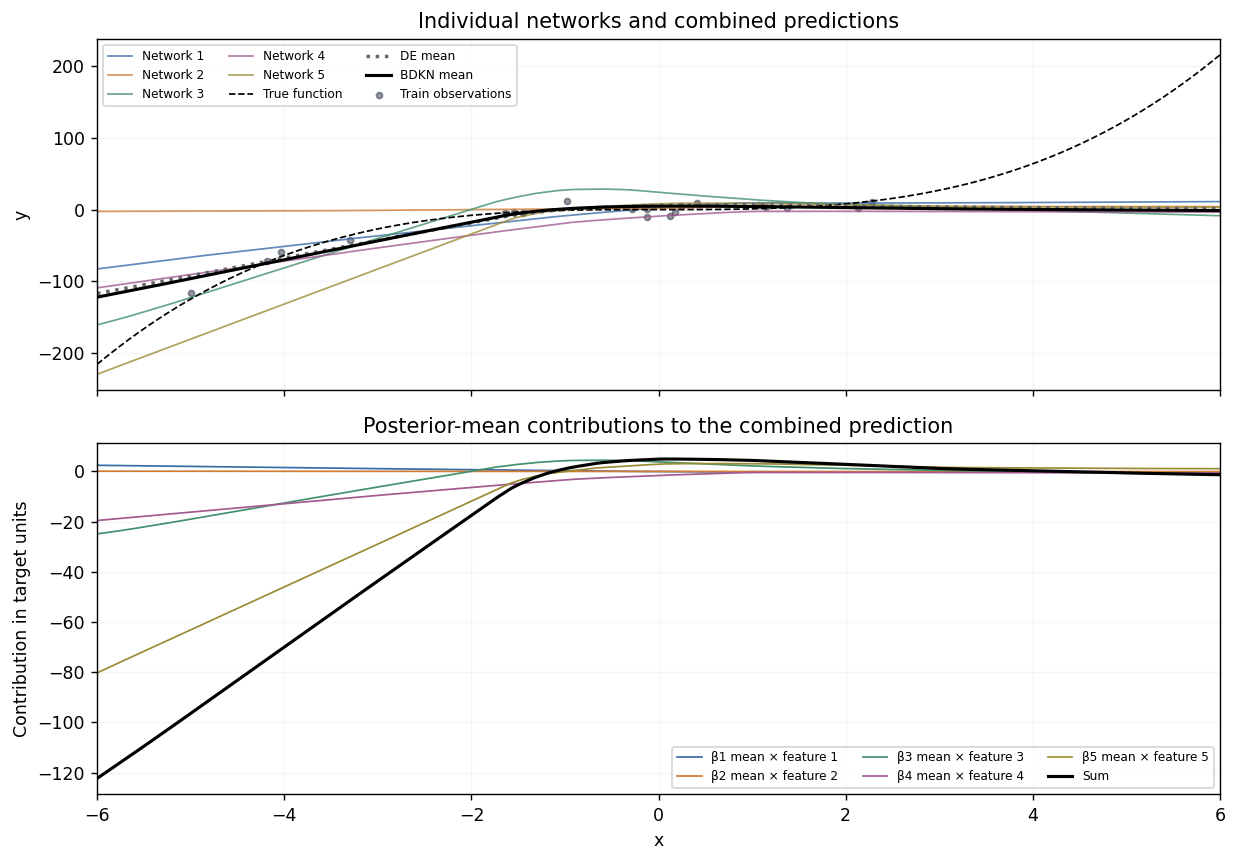 Individual networks and combined predictions
Network 1 Network 4 DE mean
Network 2 Network 5 BDKN mean
Network 3 True function Train observations
200
100
0
−100
−200
y
Posterior-mean contributions to the combined prediction
0
−20
−40
−60
−80
−100
−120
Contribution in target units
β1 mean × feature 1 β3 mean × feature 3 β5 mean × feature 5
β2 mean × feature 2 β4 mean × feature 4 Sum
−6 −4 −2 0 2 4 6
x